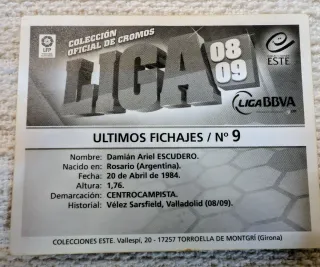 COLECCIÓN
OFICIAL DE CROMOS
LIGA 08 09
LFP
ESTE
LIGA BBVA
ULTIMOS FICHAJES / Nº 9
Nombre: Damián Ariel ESCUDERO.
Nacido en: Rosario (Argentina).
Fecha: 20 de Abril de 1984.
Altura: 1,76.
Demarcación: CENTROCAMPISTA.
Historial: Vélez Sarsfield, Valladolid (08/09).
COLECCIONES ESTE. Vallespi, 20 - 17257 TORROELLA DE MONTGRÍ (Girona)